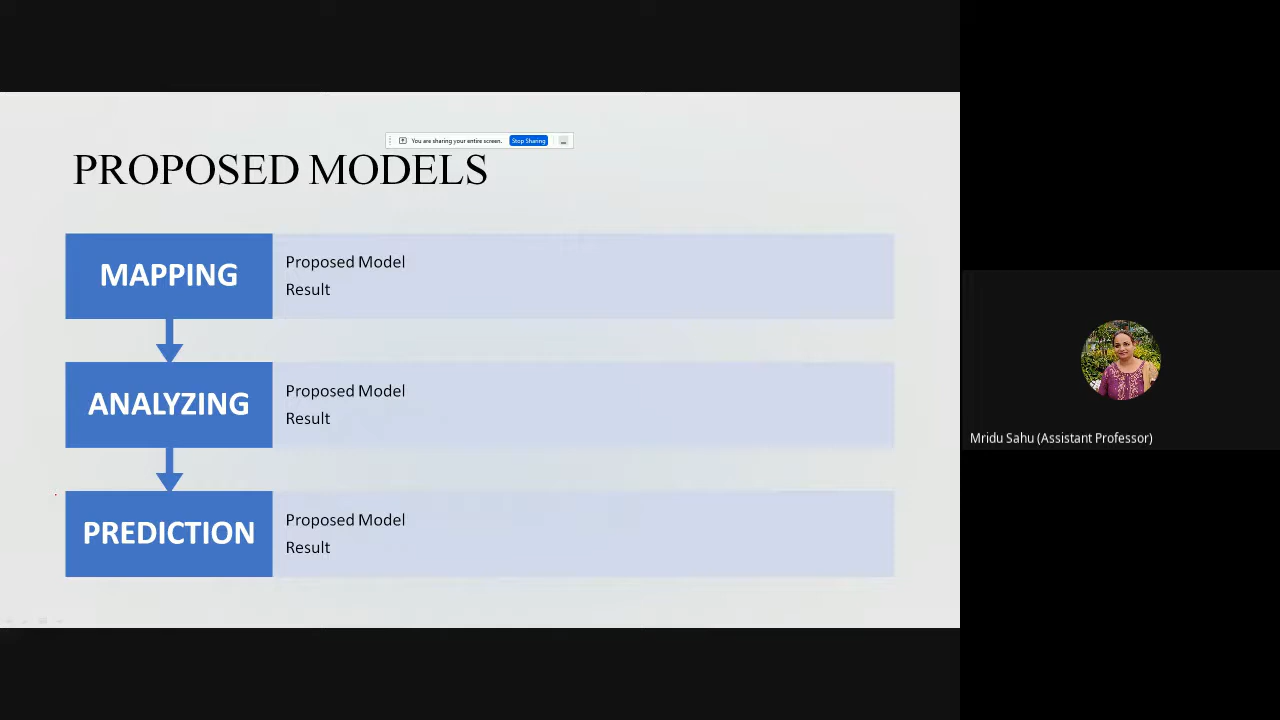 You are sharing your entire screen. Stop Sharing
PROPOSED MODELS
MAPPING
Proposed Model
Result
ANALYZING
Proposed Model
Result
PREDICTION
Proposed Model
Result
Mridu Sahu (Assistant Professor)